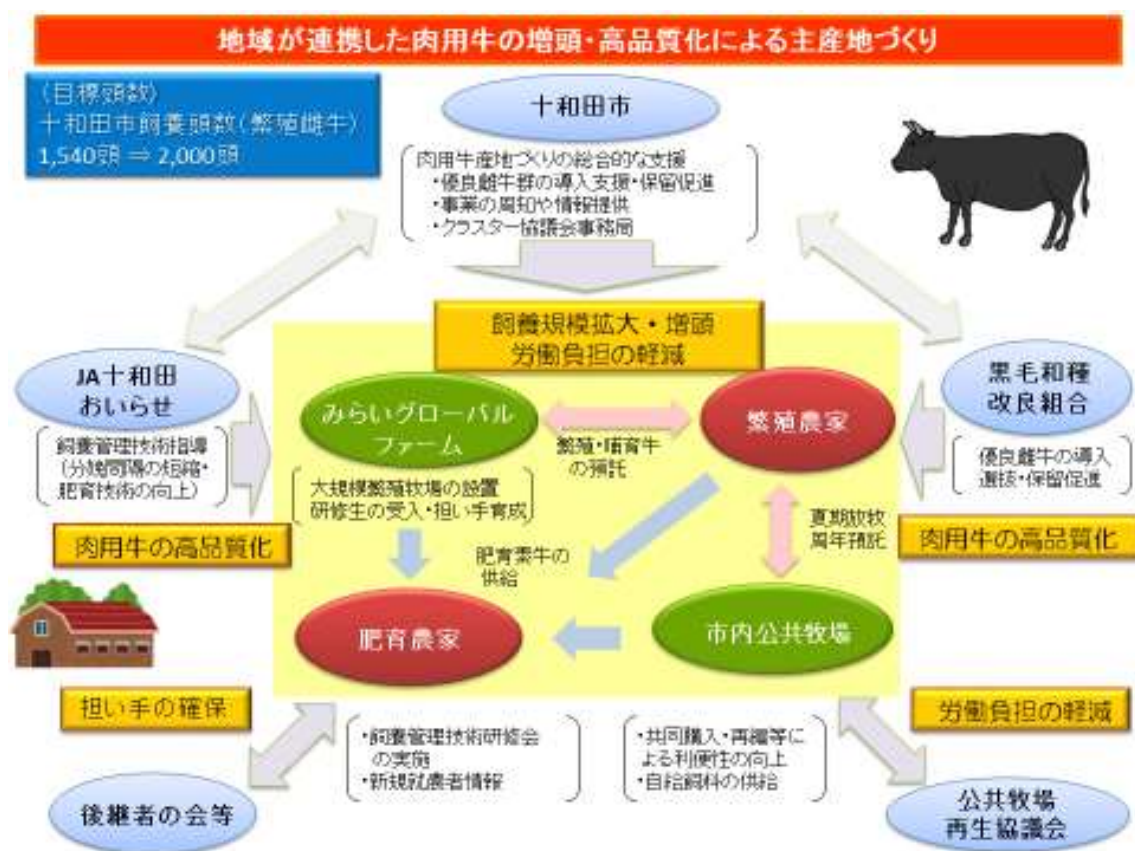 地域が連携した肉用牛の増頭・高品質化による主産地づくり
(目標頭数)
十和田市飼養頭数(繁殖雌牛)
1,540頭 ⇒ 2,000頭
十和田市
肉用牛産地づくりの総合的な支援
・優良雌牛群の導入支援・保留促進
・事業の周知や情報提供
・クラスター協議会事務局
飼養規模拡大・増頭
労働負担の軽減
JA十和田
おいらせ
飼養管理技術指導
(分娩間隔の短縮・
肥育技術の向上)
肉用牛の高品質化
みらいグローバル
ファーム
大規模繁殖牧場の設置
研修生の受入・担い手育成
繁殖・哺育牛
の預託
繁殖農家
黒毛和種
改良組合
優良雌牛の導入
選抜・保留促進
肉用牛の高品質化
夏期放牧
周年預託
肥育素牛の
供給
肥育農家
市内公共牧場
担い手の確保
労働負担の軽減
・飼養管理技術研修会
の実施
・新規就農者情報
・共同購入・再編等に
よる利便性の向上
・自給飼料の供給
後継者の会等
公共牧場
再生協議会